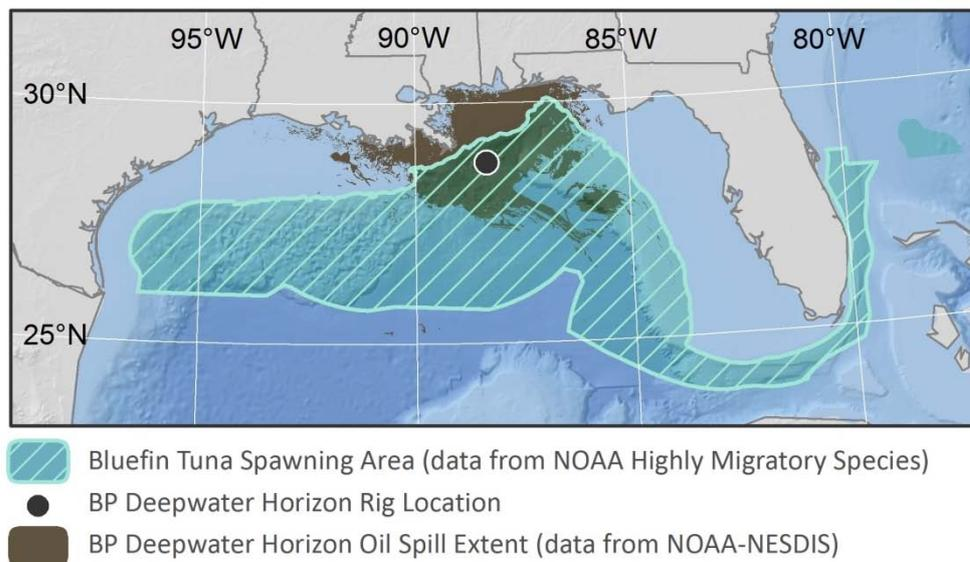 95°W 90°W 85°W 80°W
30°N
25°N
Bluefin Tuna Spawning Area (data from NOAA Highly Migratory Species)
BP Deepwater Horizon Rig Location
BP Deepwater Horizon Oil Spill Extent (data from NOAA-NESDIS)